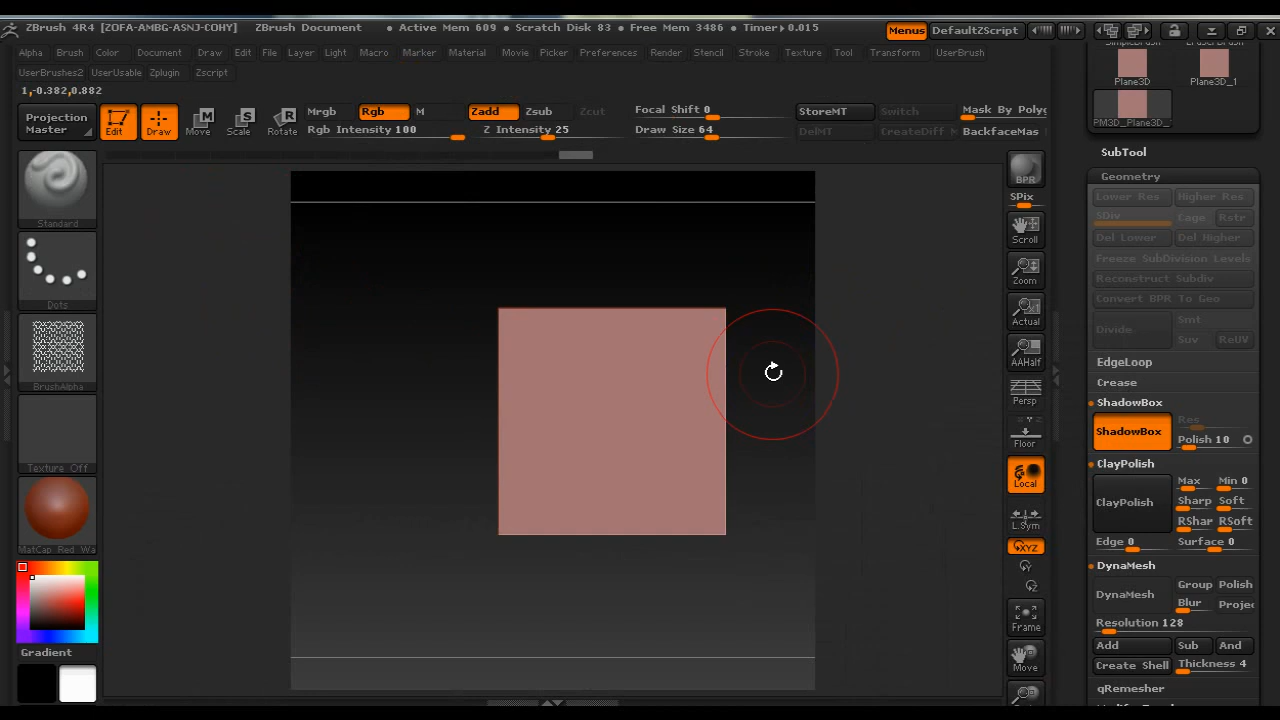 ZBrush 4R4 [ZOFA-AMBG-ASNJ-COHY] ZBrush Document • Active Mem 609 • Scratch Disk 83 • Free Mem 3486 • Timer▸0.015 Menus DefaultZScript
Alpha Brush Color Document Draw Edit File Layer Light Macro Marker Material Movie Picker Preferences Render Stencil Stroke Texture Tool Transform UserBrush
UserBrushes2 UserUsable Zplugin Zscript
1,-0.382,0.882
Projection Master
Edit
Draw
Move
Scale
Rotate
Mrgb Rgb M
Rgb Intensity 100
Zadd Zsub Zcut
Z Intensity 25
Focal Shift 0
Draw Size 64
StoreMT Switch
DelMT CreateDiff M
Mask By Polyg
BackfaceMas
Standard
Dots
BrushAlpha
Texture Off
MatCap Red Wa
Gradient
BPR
SPix
Scroll
Zoom
Actual
AAHalf
Persp
Floor
Local
L.Sym
XYZ
Y
Z
Frame
Move
Plane3D Plane3D_1
PM3D_Plane3D_
SubTool
Geometry
Lower Res Higher Res
SDiv Cage Rstr
Del Lower Del Higher
Freeze SubDivision Levels
Reconstruct Subdiv
Convert BPR To Geo
Divide Smt
Suv ReUV
EdgeLoop
Crease
ShadowBox
ShadowBox Res
Polish 10
ClayPolish
ClayPolish Max Min 0
Sharp Soft
RShar RSoft
Edge 0 Surface 0
DynaMesh
DynaMesh Group Polish
Blur Projec
Resolution 128
Add Sub And
Create Shell Thickness 4
qRemesher